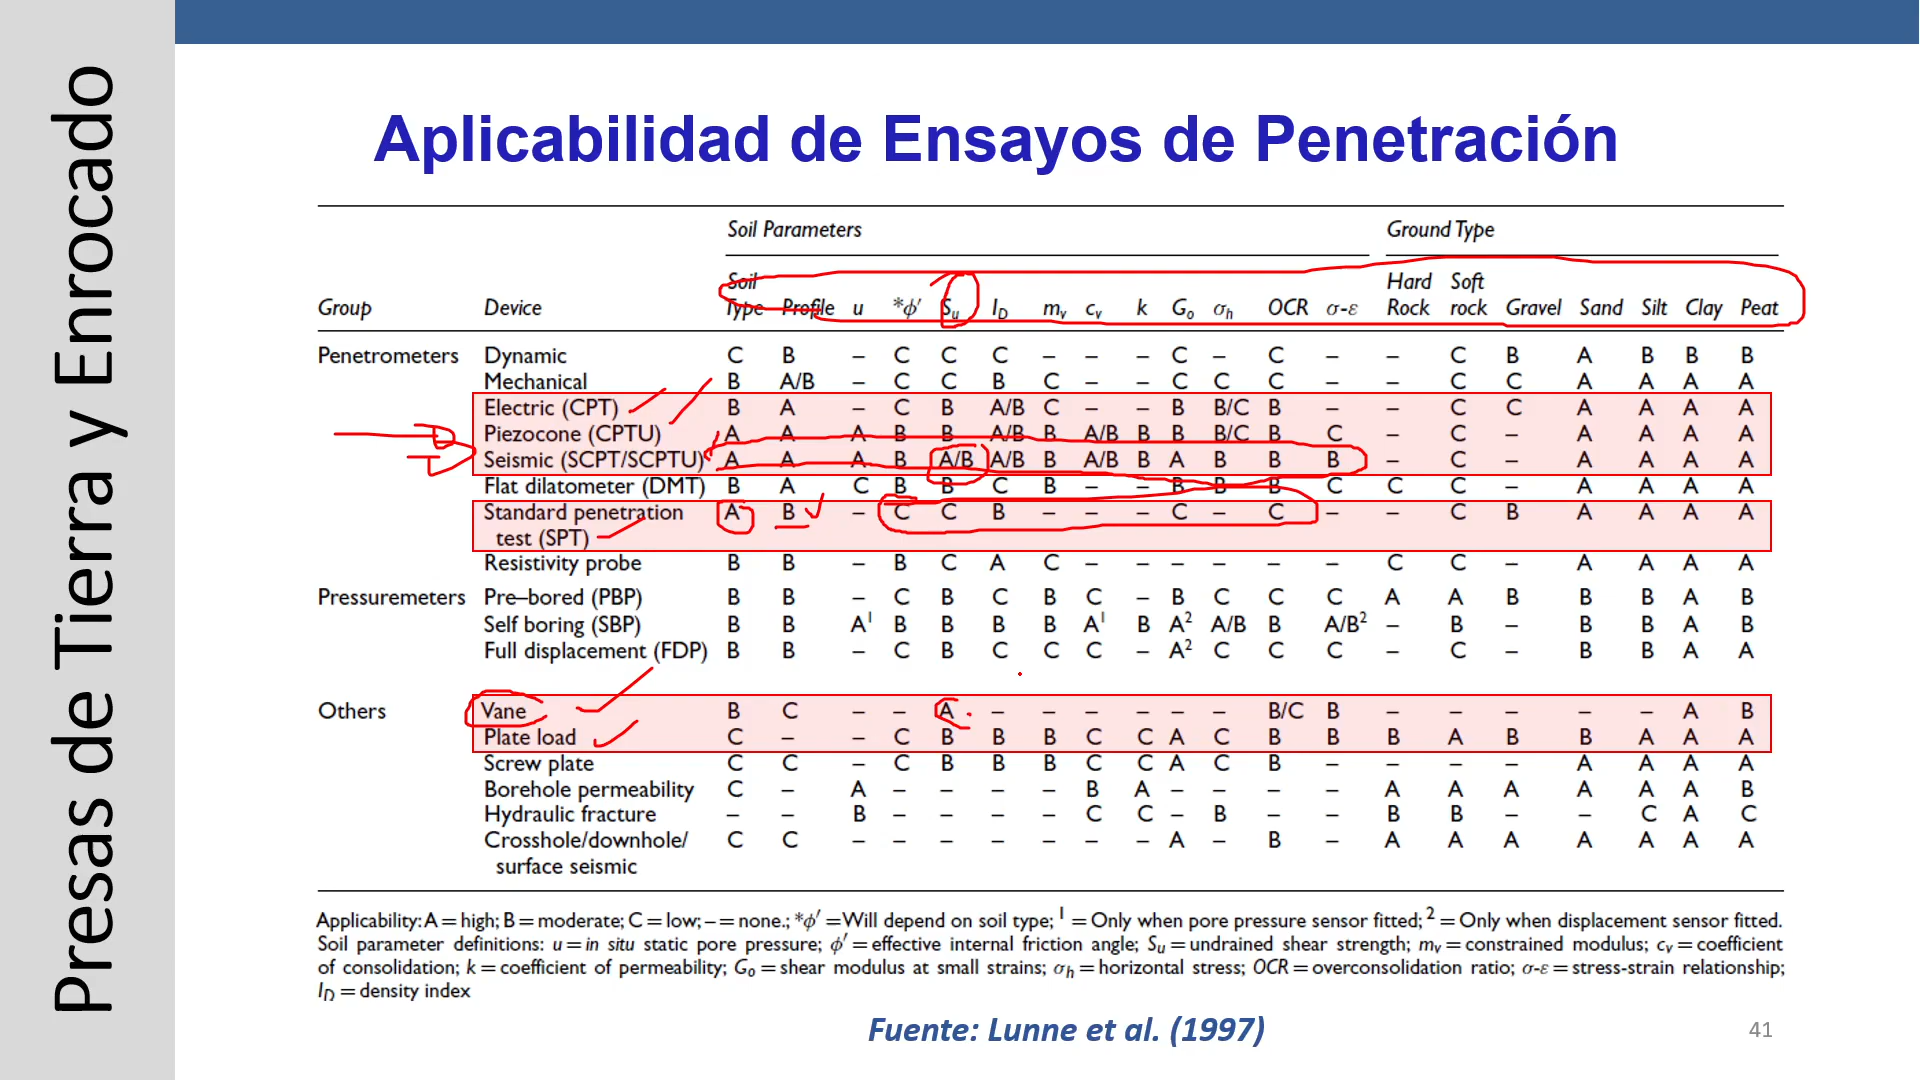 Presas de Tierra y Enrocado
Aplicabilidad de Ensayos de Penetración
Soil Parameters Ground Type
Soil Hard Soft
Group Device Type Profile u *ϕ′ Su ID mv cv k Go σh OCR σ-ε Rock rock Gravel Sand Silt Clay Peat
Penetrometers Dynamic C B – C C C – – – C – C – – C B A B B B
Mechanical B A/B – C C B C – – C C C – – C C A A A A
Electric (CPT) B A – C B A/B C – – B B/C B – – C C A A A A
Piezocone (CPTU) A A A B B A/B B A/B B B B/C B C – C – A A A A
Seismic (SCPT/SCPTU) A A A B A/B A/B B A/B B A B B B – C – A A A A
Flat dilatometer (DMT) B A C B B C B – – B B B C C C – A A A A
Standard penetration A B – C C B – – – C – C – – C B A A A A
test (SPT)
Resistivity probe B B – B C A C – – – – – – C C – A A A A
Pressuremeters Pre–bored (PBP) B B – C B C B C – B C C C A A B B B A B
Self boring (SBP) B B A¹ B B B B A¹ B A² A/B B A/B² – B – B B A B
Full displacement (FDP) B B – C B C C C – A² C C C – C – B B A A
Others Vane B C – – A – – – – – – B/C B – – – – – A B
Plate load C – – C B B B C C A C B B B A B B A A A
Screw plate C C – C B B B C C A C B – – – – A A A A
Borehole permeability C – A – – – – B A – – – – A A A A A A B
Hydraulic fracture – – B – – – – C C – B – – B B – – C A C
Crosshole/downhole/ C C – – – – – – – A – B – A A A A A A A
surface seismic
Applicability: A = high; B = moderate; C = low; – = none.; *ϕ′ = Will depend on soil type; ¹ = Only when pore pressure sensor fitted; ² = Only when displacement sensor fitted.
Soil parameter definitions: u = in situ static pore pressure; ϕ′ = effective internal friction angle; Su = undrained shear strength; mv = constrained modulus; cv = coefficient
of consolidation; k = coefficient of permeability; Go = shear modulus at small strains; σh = horizontal stress; OCR = overconsolidation ratio; σ-ε = stress-strain relationship;
ID = density index
Fuente: Lunne et al. (1997)
41